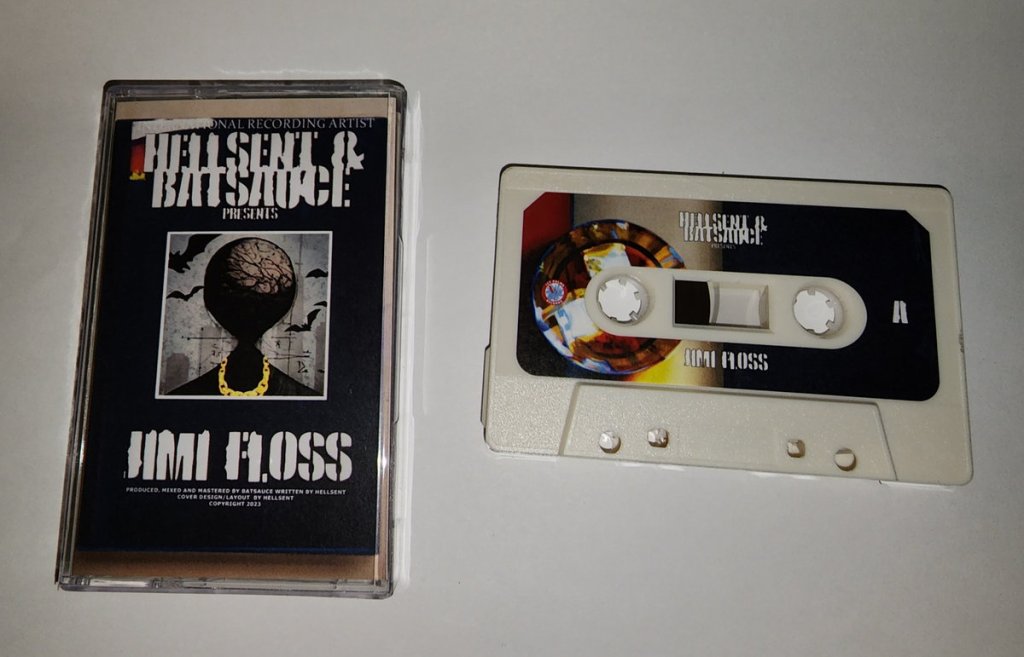 ONAL RECORDING ARTIST
HELLSENT &
BATSAUCE
PRESENTS
JIMI FLOSS
PRODUCED, MIXED AND MASTERED BY BATSAUCE WRITTEN BY HELLSENT
COVER DESIGN/LAYOUT BY HELLSENT
COPYRIGHT 2023
HELLSENT &
BATSAUCE
PRESENTS
JIMI FLOSS
A